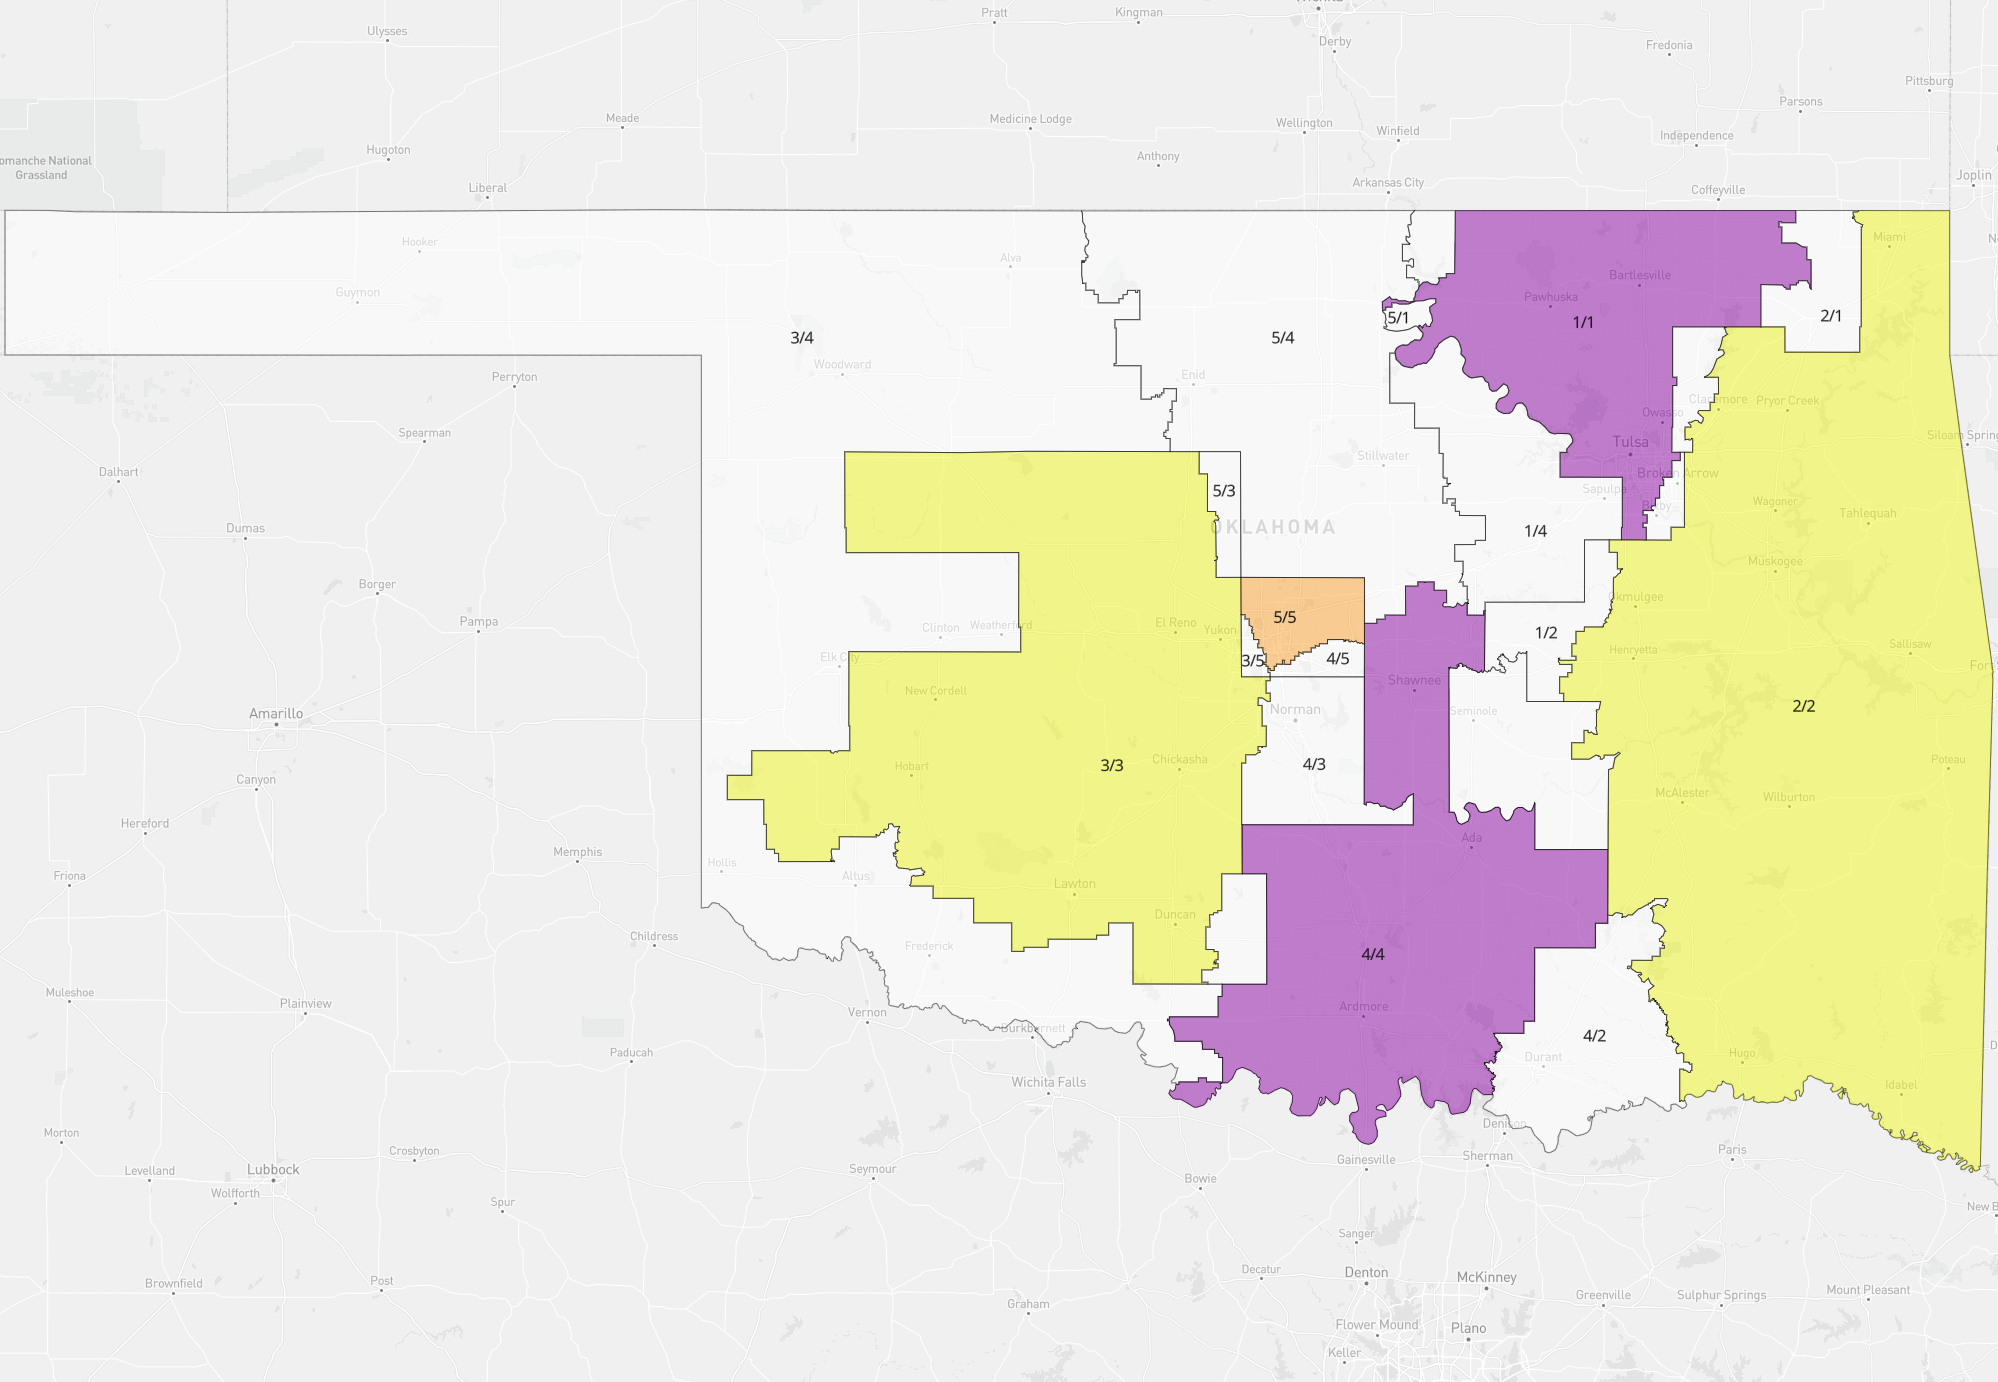 Pratt
Kingman
Ulysses
Derby
Fredonia
Pittsburg
Meade
Medicine Lodge
Wellington
Winfield
Parsons
Independence
Hugoton
Anthony
omanche National
Grassland
Liberal
Arkansas City
Coffeyville
Joplin
Hooker
Alva
Miami
Guymon
Pawhuska
Bartlesville
5/1
1/1
2/1
3/4
5/4
Woodward
Perryton
Enid
Claremore
Pryor Creek
Owasso
Spearman
Tulsa
Siloam Spring
Dalhart
Stillwater
Broken Arrow
Sapulpa
5/3
Bixby
Wagoner
Tahlequah
Dumas
OKLAHOMA
1/4
Muskogee
Borger
Okmulgee
Pampa
5/5
Clinton
Weatherford
El Reno
Yukon
1/2
Sallisaw
Henryetta
Elk City
3/5
4/5
Fort S
New Cordell
Shawnee
Amarillo
Norman
Seminole
2/2
Hobart
3/3
Chickasha
4/3
Poteau
Canyon
McAlester
Wilburton
Hereford
Ada
Memphis
Hollis
Altus
Friona
Lawton
Duncan
Childress
Frederick
4/4
Muleshoe
Plainview
Vernon
Ardmore
Burkburnett
4/2
Paducah
Durant
Hugo
Wichita Falls
Idabel
Morton
Crosbyton
Denison
Levelland
Lubbock
Seymour
Gainesville
Sherman
Paris
Wolfforth
Spur
Bowie
New B
Sanger
Decatur
Denton
McKinney
Brownfield
Post
Greenville
Sulphur Springs
Mount Pleasant
Graham
Flower Mound
Plano
Keller